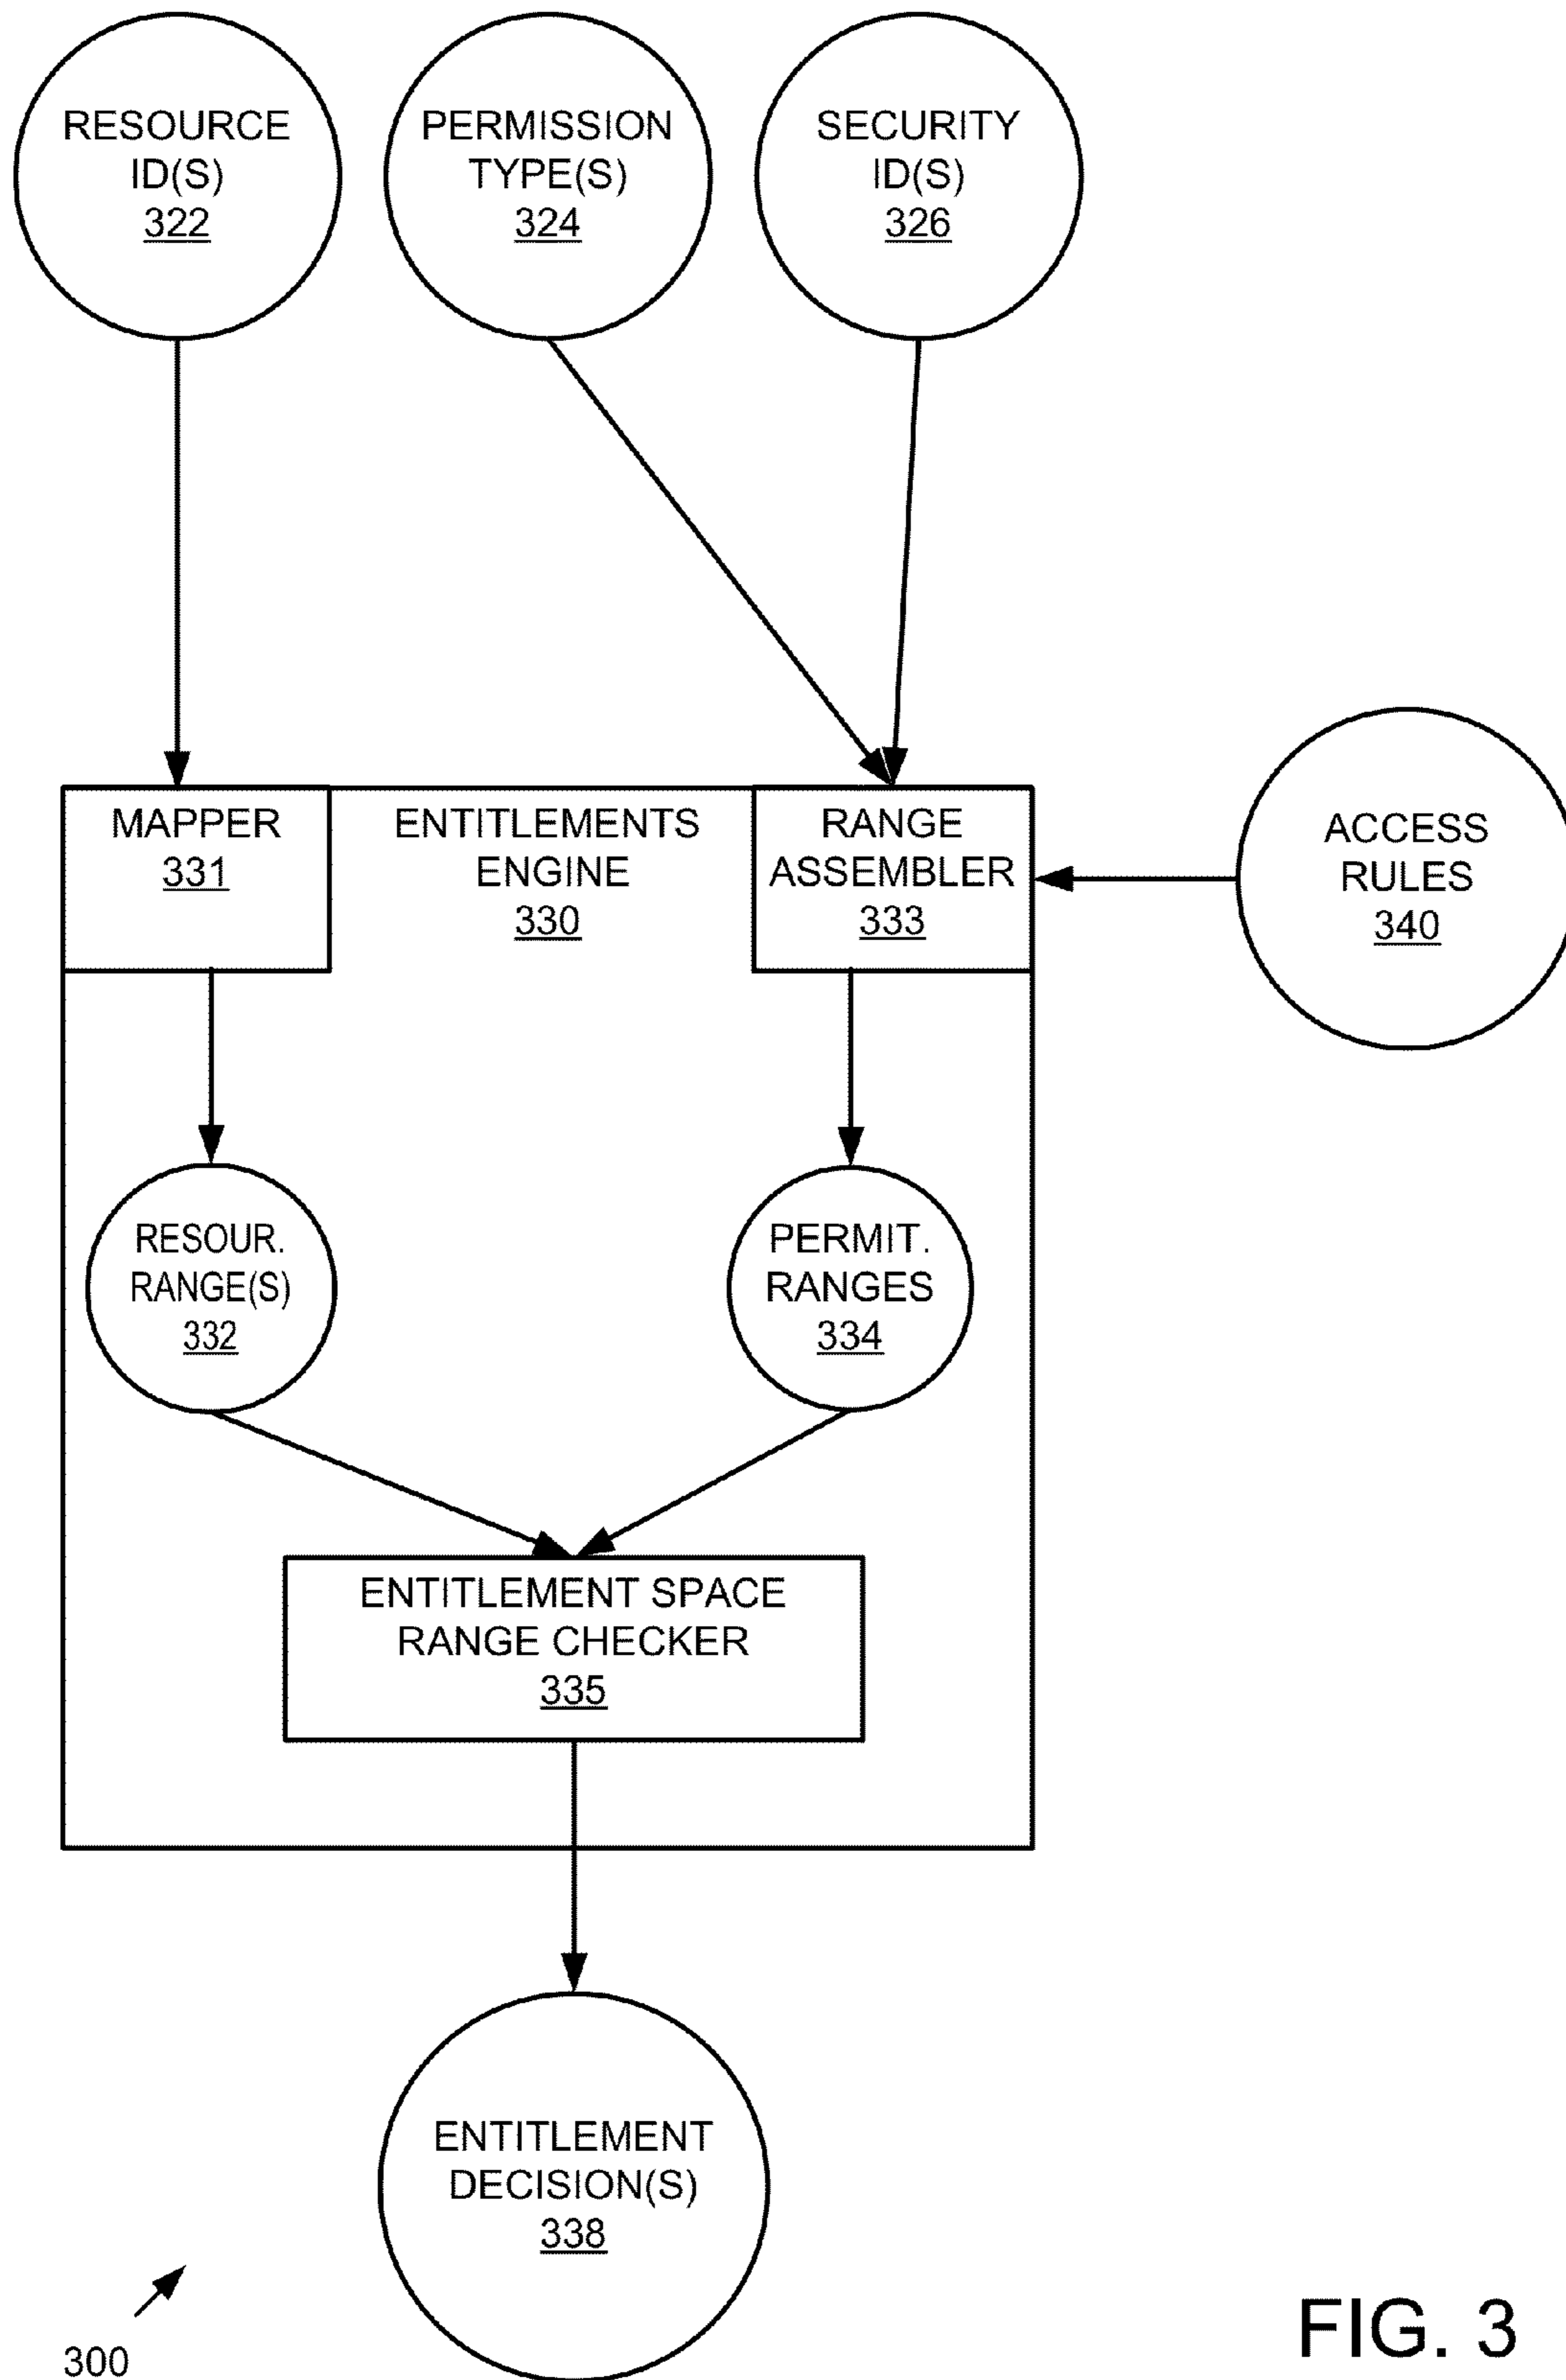 RESOURCE
ID(S)
322
PERMISSION
TYPE(S)
324
SECURITY
ID(S)
326
MAPPER
331
ENTITLEMENTS
ENGINE
330
RANGE
ASSEMBLER
333
ACCESS
RULES
340
RESOUR.
RANGE(S)
332
PERMIT.
RANGES
334
ENTITLEMENT SPACE
RANGE CHECKER
335
ENTITLEMENT
DECISION(S)
338
300
FIG. 3